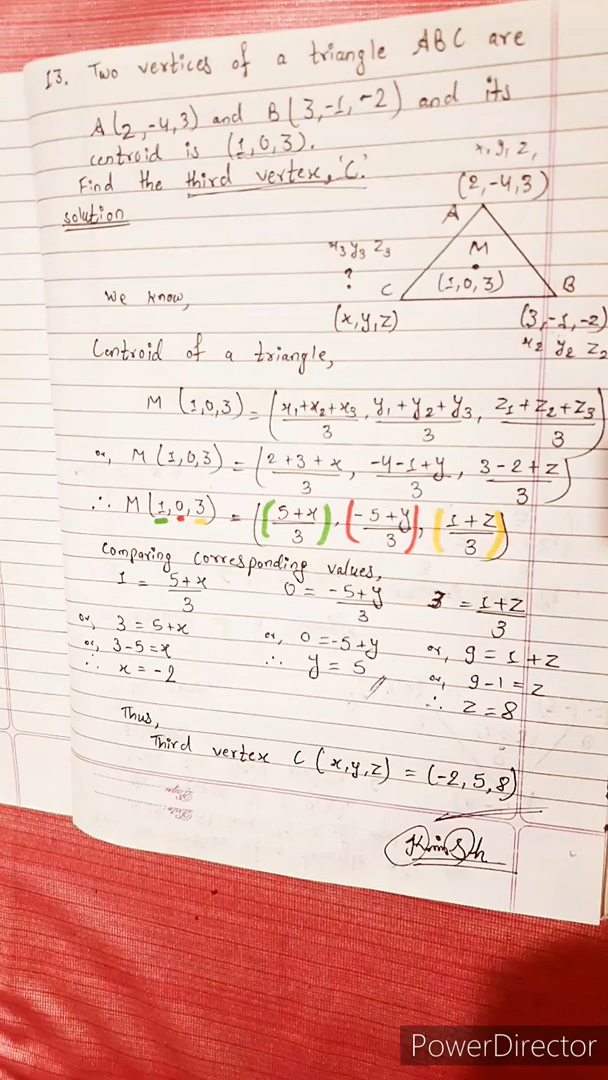 13. Two vertices of a triangle ABC are
A(2,-4,3) and B(3,-1,-2) and its
centroid is (1,0,3).
Find the third vertex, 'C.'
solution
x, y, z,
(2,-4,3)
A
x3 y3 z3
?
C
(x,y,z)
M
(1,0,3)
B
(3,-1,-2)
x2 y2 z2
we know,
Centroid of a triangle,
M (1,0,3) = (x1+x2+x3/3, y1+y2+y3/3, z1+z2+z3/3)
or, M (1,0,3) = (2+3+x/3, -4-1+y/3, 3-2+z/3)
∴ M (1,0,3) = ((5+x/3), (-5+y/3), (1+z/3))
Comparing corresponding values,
1 = 5+x/3 0 = -5+y/3 3 = 1+z/3
or, 3 = 5+x or, 0 = -5+y or, 9 = 1+z
or, 3-5 = x ∴ y = 5 or, 9-1 = z
∴ x = -2 ∴ z = 8
Thus,
Third vertex C (x,y,z) = (-2,5,8)
PowerDirector